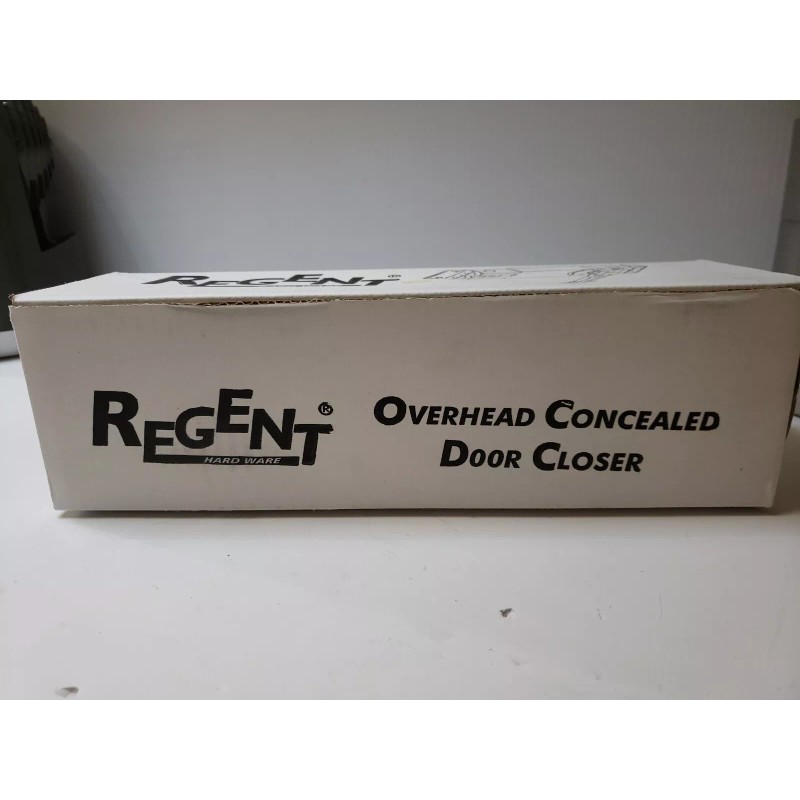 REGENT®
REGENT®
HARD WARE
OVERHEAD CONCEALED
DOOR CLOSER